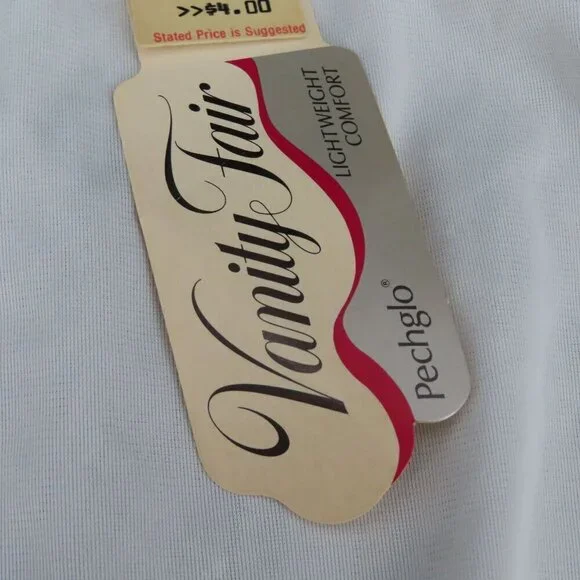 >>$4.00
Stated Price is Suggested
Vanity Fair
LIGHTWEIGHT
COMFORT
Pechglo®